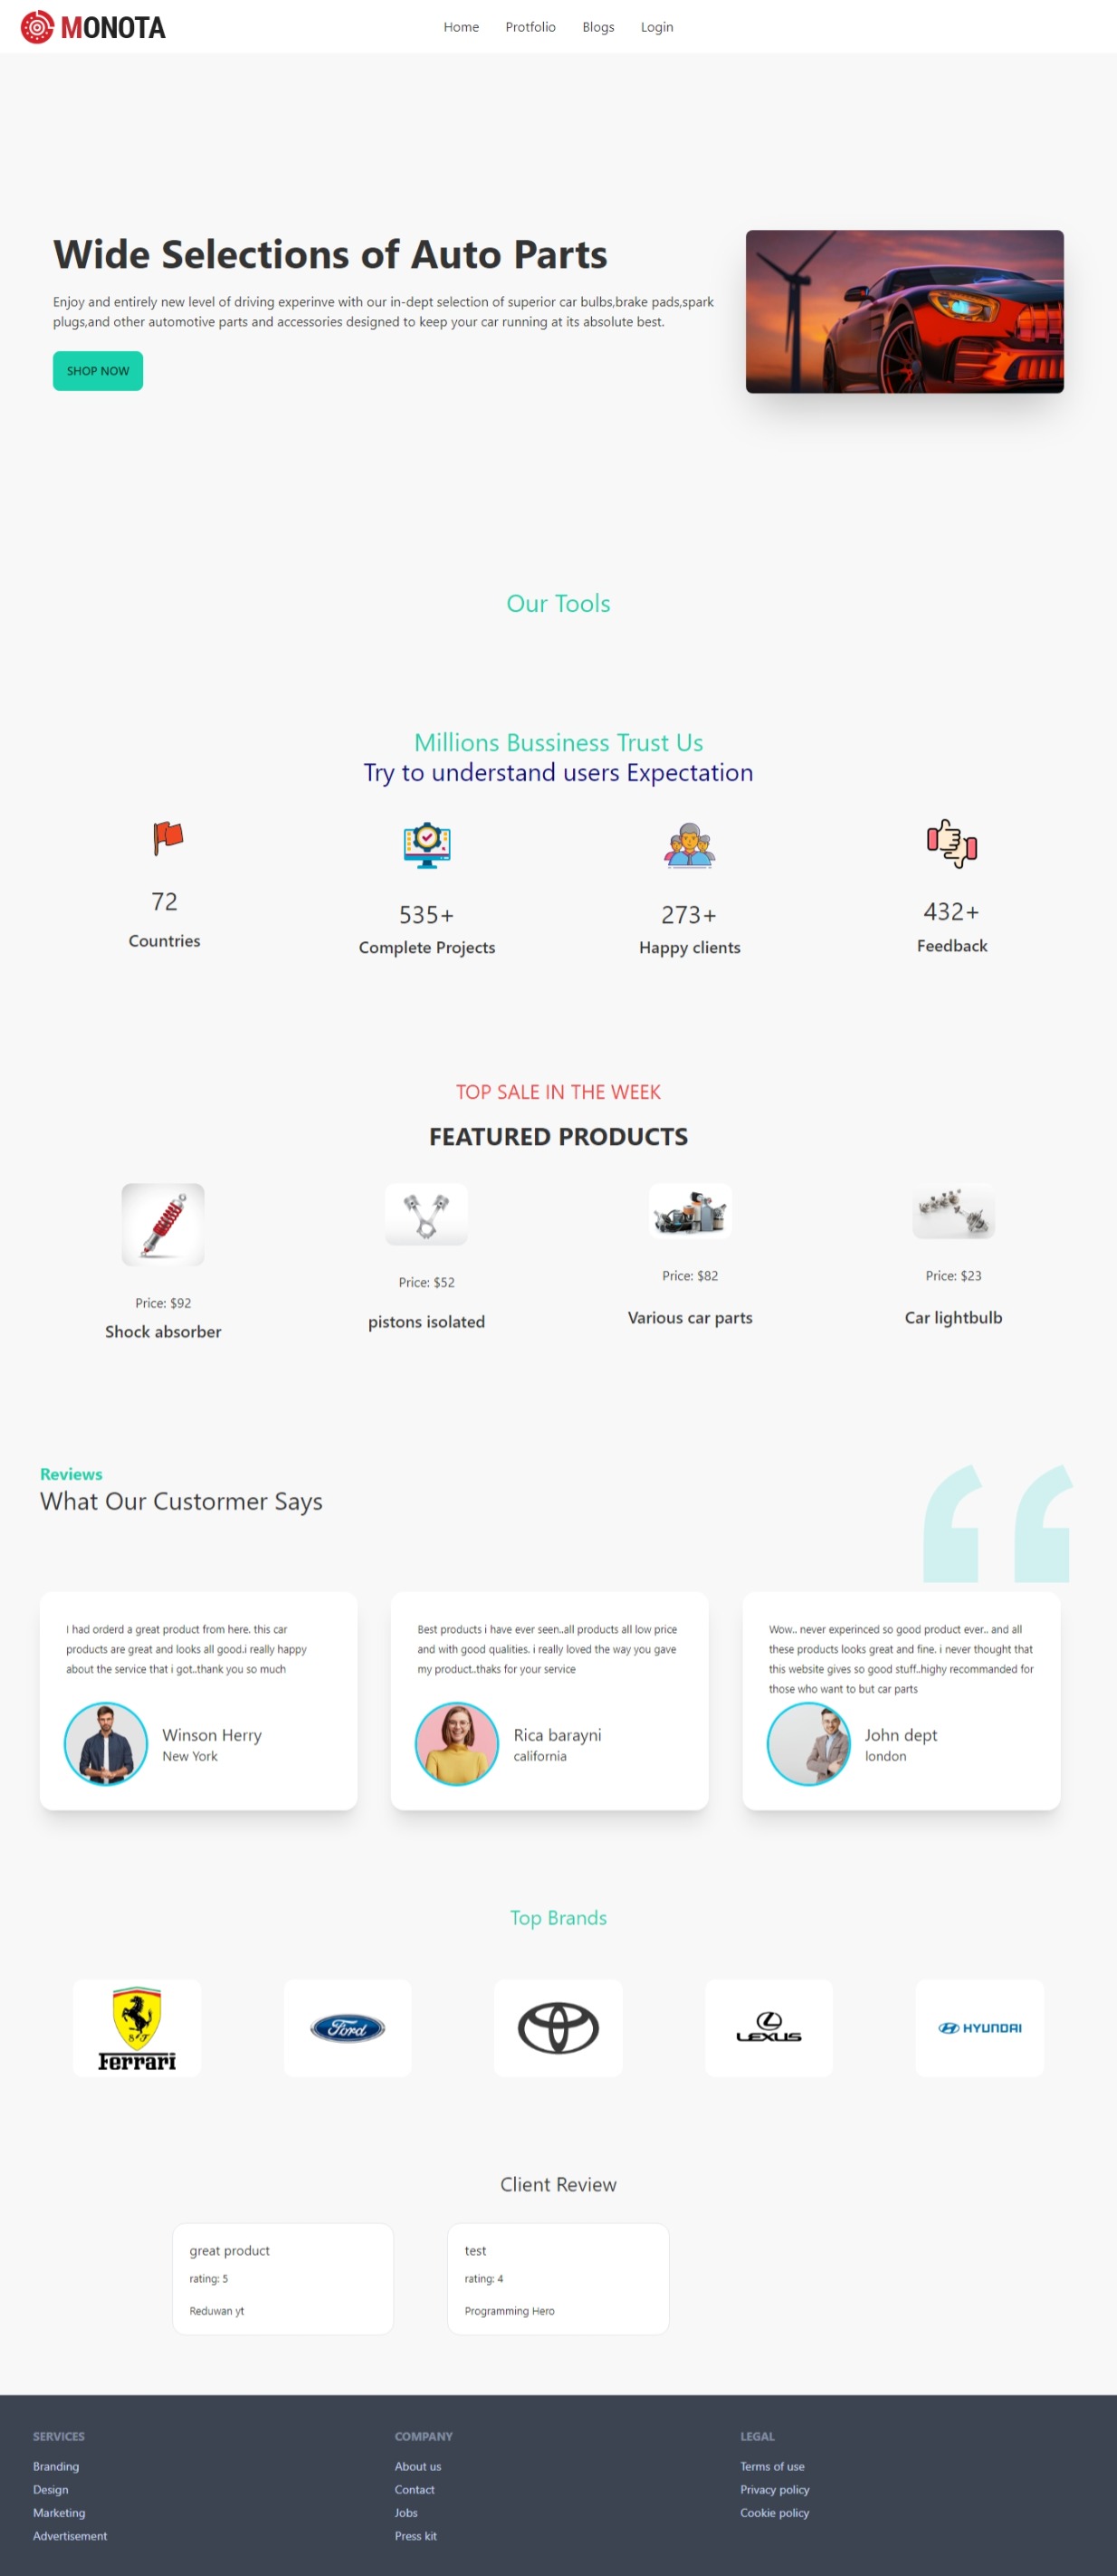 MONOTA
Home Protfolio Blogs Login
Wide Selections of Auto Parts
Enjoy and entirely new level of driving experinve with our in-dept selection of superior car bulbs,brake pads,spark
plugs,and other automotive parts and accessories designed to keep your car running at its absolute best.
SHOP NOW
Our Tools
Millions Bussiness Trust Us
Try to understand users Expectation
72
Countries
535+
Complete Projects
273+
Happy clients
432+
Feedback
TOP SALE IN THE WEEK
FEATURED PRODUCTS
Price: $92
Shock absorber
Price: $52
pistons isolated
Price: $82
Various car parts
Price: $23
Car lightbulb
Reviews
What Our Custormer Says
I had orderd a great product from here. this car
products are great and looks all good.i really happy
about the service that i got..thank you so much
Winson Herry
New York
Best products i have ever seen..all products all low price
and with good qualities. i really loved the way you gave
my product..thaks for your service
Rica barayni
california
Wow.. never experinced so good product ever.. and all
these products looks great and fine. i never thought that
this website gives so good stuff..highy recommanded for
those who want to but car parts
John dept
london
Top Brands
S F
Ferrari
Ford
LEXUS
HYUNDAI
Client Review
great product
rating: 5
Reduwan yt
test
rating: 4
Programming Hero
SERVICES
Branding
Design
Marketing
Advertisement
COMPANY
About us
Contact
Jobs
Press kit
LEGAL
Terms of use
Privacy policy
Cookie policy